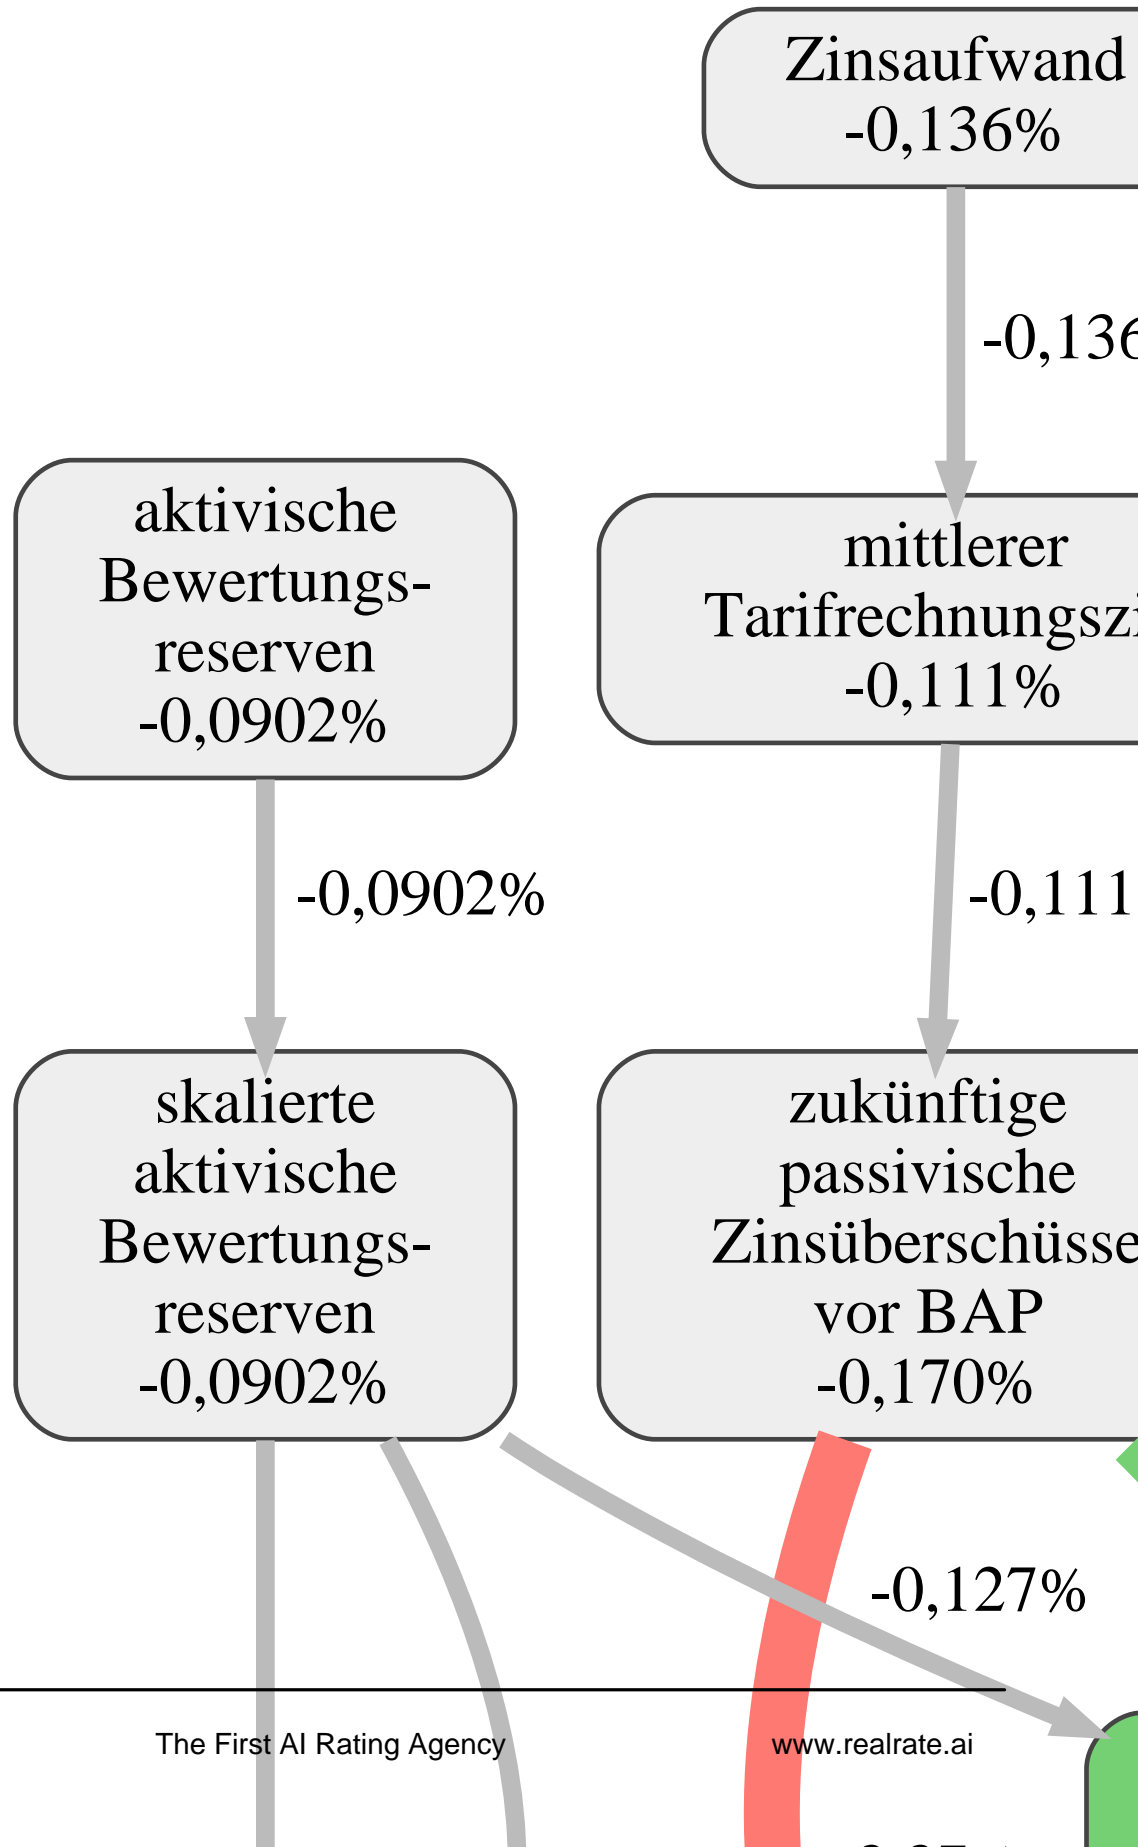 Zinsaufwand
-0,136%
-0,136
aktivische
Bewertungs-
reserven
-0,0902%
mittlerer
-0,111%
-0,0902%
-0,111
skalierte
aktivische
Bewertungs-
reserven
-0,0902%
zukünftige
passivische
Zinsüberschüsse
vor BAP
-0,170%
-0,127%
The First AI Rating Agency
www.realrate.ai